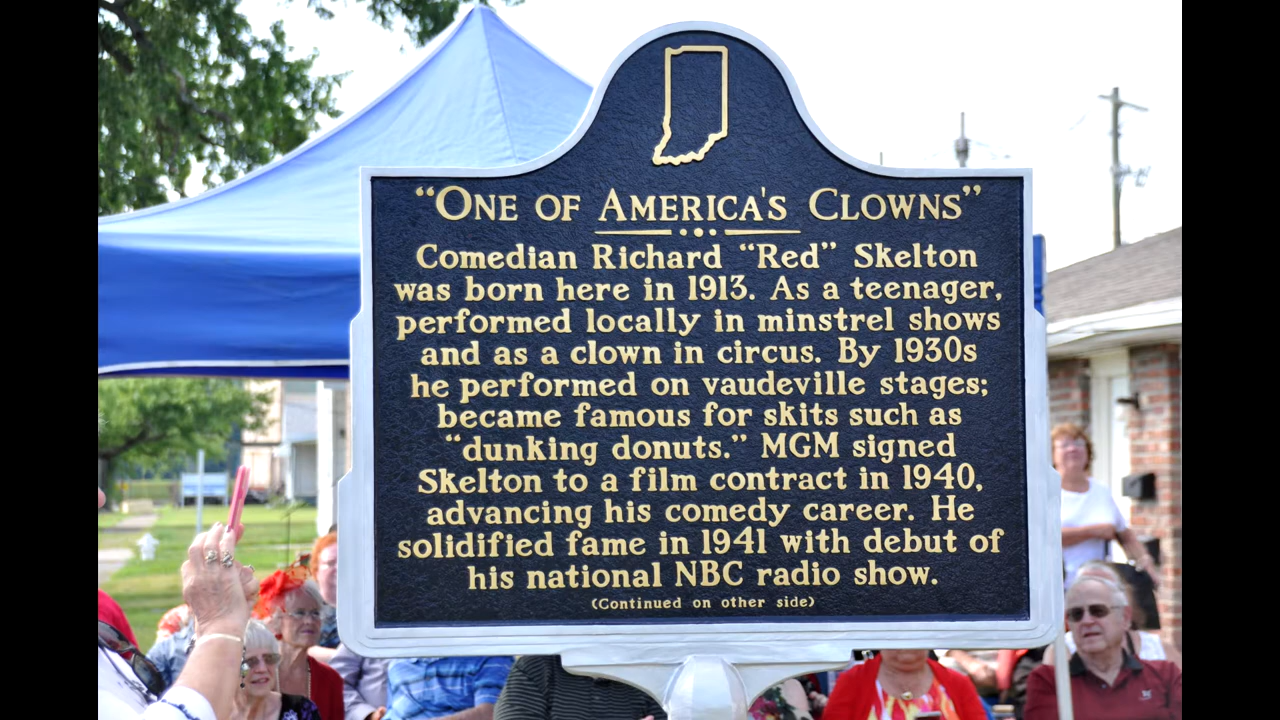 “One of America's Clowns”
Comedian Richard “Red” Skelton
was born here in 1913. As a teenager,
performed locally in minstrel shows
and as a clown in circus. By 1930s
he performed on vaudeville stages;
became famous for skits such as
“dunking donuts.” MGM signed
Skelton to a film contract in 1940,
advancing his comedy career. He
solidified fame in 1941 with debut of
his national NBC radio show.
(Continued on other side)